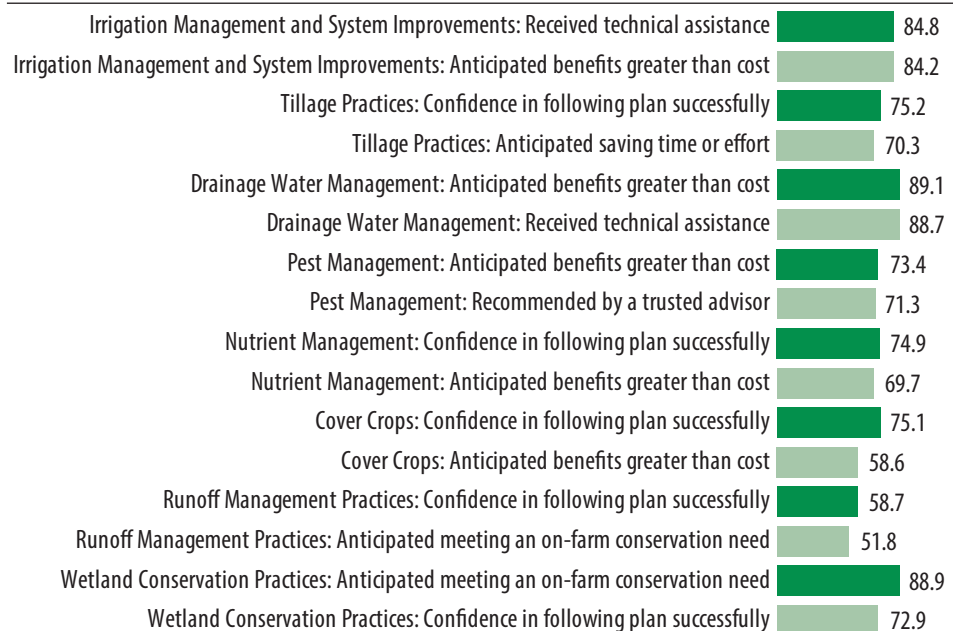 Irrigation Management and System Improvements: Received technical assistance 84.8
Irrigation Management and System Improvements: Anticipated benefits greater than cost 84.2
Tillage Practices: Confidence in following plan successfully 75.2
Tillage Practices: Anticipated saving time or effort 70.3
Drainage Water Management: Anticipated benefits greater than cost 89.1
Drainage Water Management: Received technical assistance 88.7
Pest Management: Anticipated benefits greater than cost 73.4
Pest Management: Recommended by a trusted advisor 71.3
Nutrient Management: Confidence in following plan successfully 74.9
Nutrient Management: Anticipated benefits greater than cost 69.7
Cover Crops: Confidence in following plan successfully 75.1
Cover Crops: Anticipated benefits greater than cost 58.6
Runoff Management Practices: Confidence in following plan successfully 58.7
Runoff Management Practices: Anticipated meeting an on-farm conservation need 51.8
Wetland Conservation Practices: Anticipated meeting an on-farm conservation need 88.9
Wetland Conservation Practices: Confidence in following plan successfully 72.9